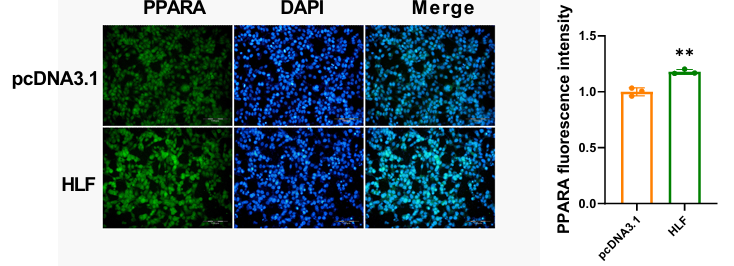 PPARA DAPI Merge
pcDNA3.1
HLF
PPARA fluorescence intensity
1.5
1.0
0.5
0.0
**
pcDNA3.1
HLF